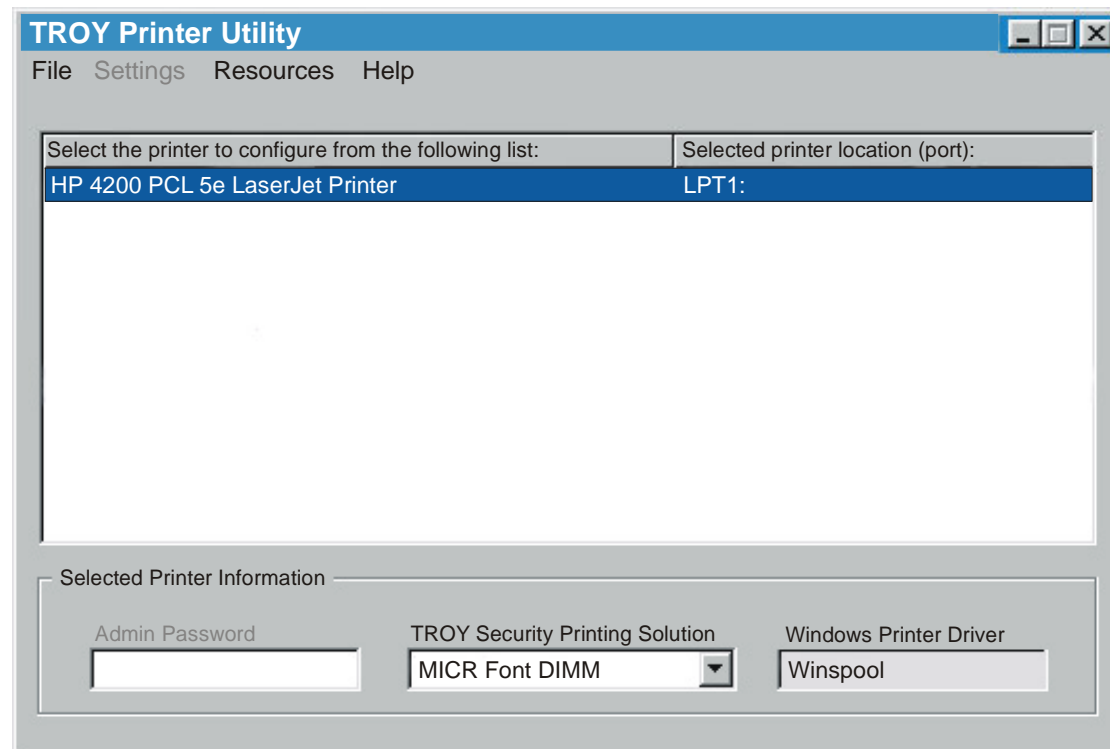 TROY Printer Utility
File Settings Resources Help
Select the printer to configure from the following list: Selected printer location (port):
HP 4200 PCL 5e LaserJet Printer LPT1:
Selected Printer Information
Admin Password TROY Security Printing Solution Windows Printer Driver
MICR Font DIMM Winspool